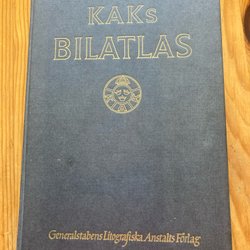 KAKs
BILATLAS
Generalstabens Litografiska Anstalts Förlag